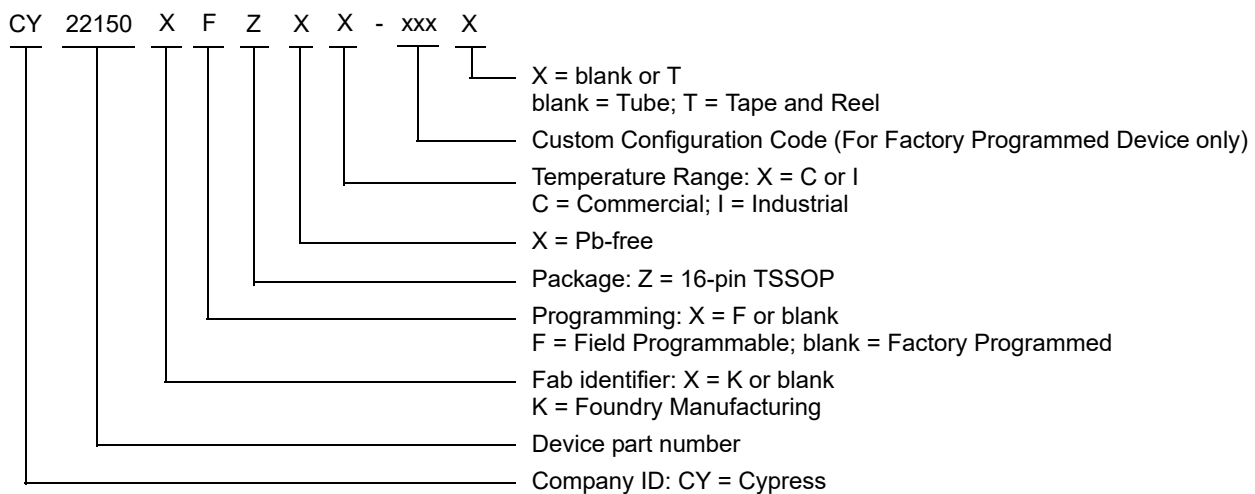 CY 22150 X F Z X X - xxx X
X = blank or T
blank = Tube; T = Tape and Reel
Custom Configuration Code (For Factory Programmed Device only)
Temperature Range: X = C or I
C = Commercial; I = Industrial
X = Pb-free
Package: Z = 16-pin TSSOP
Programming: X = F or blank
F = Field Programmable; blank = Factory Programmed
Fab identifier: X = K or blank
K = Foundry Manufacturing
Device part number
Company ID: CY = Cypress